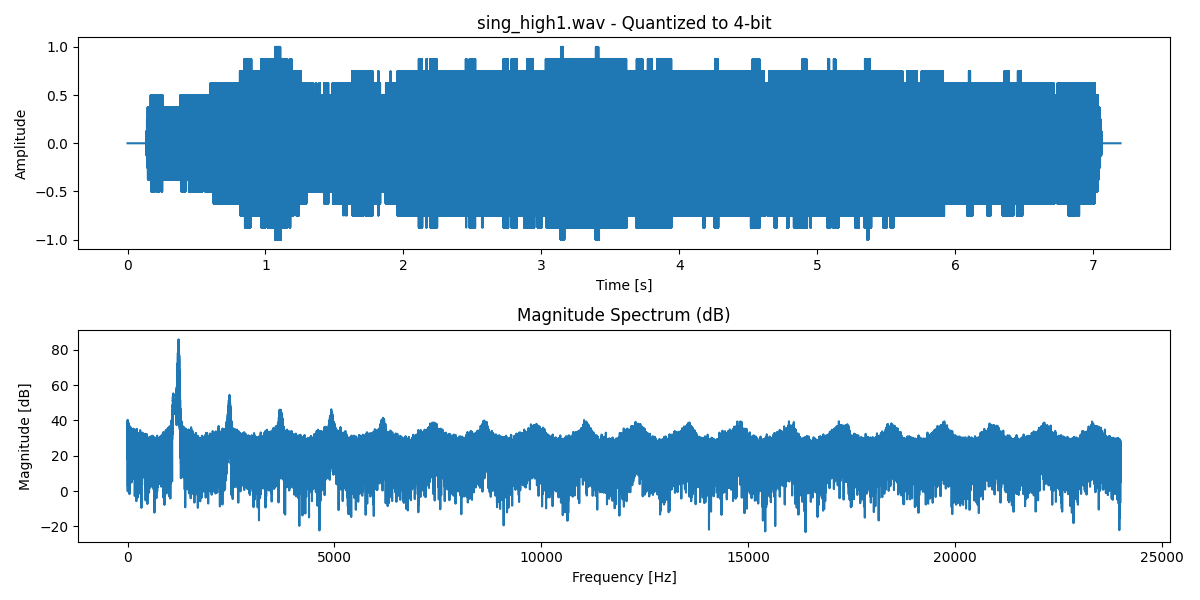 sing_high1.wav - Quantized to 4-bit
1.0
0.5
0.0
−0.5
−1.0
Amplitude
0 1 2 3 4 5 6 7
Time [s]
Magnitude Spectrum (dB)
80
60
40
20
0
−20
Magnitude [dB]
0 5000 10000 15000 20000 25000
Frequency [Hz]